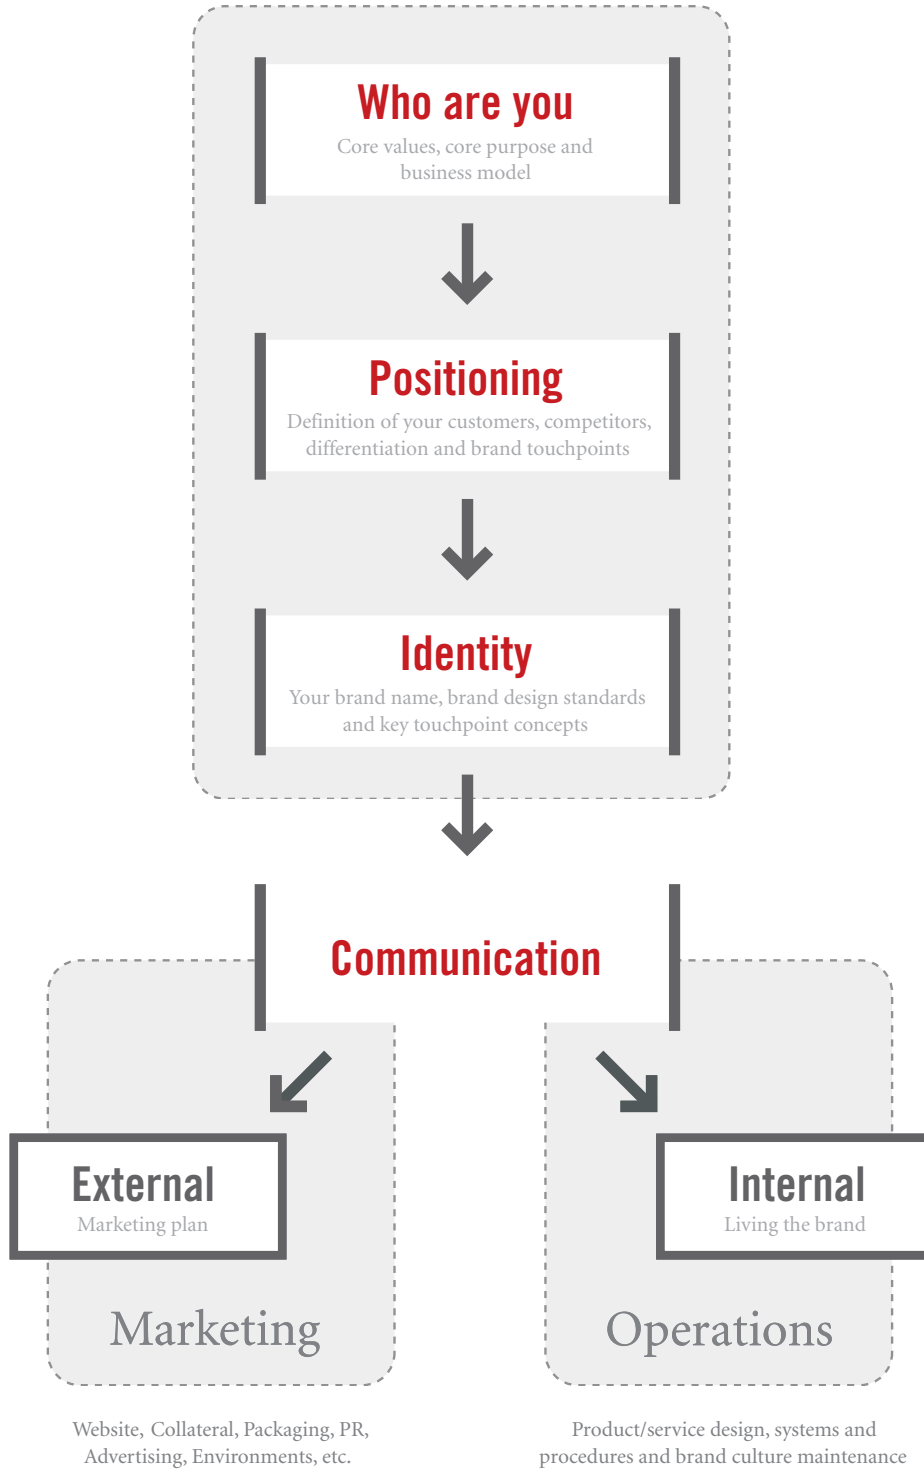 Who are you
Core values, core purpose and
business model
Positioning
Definition of your customers, competitors,
differentiation and brand touchpoints
Identity
Your brand name, brand design standards
and key touchpoint concepts
Communication
External
Marketing plan
Marketing
Website, Collateral, Packaging, PR,
Advertising, Environments, etc.
Internal
Living the brand
Operations
Product/service design, systems and
procedures and brand culture maintenance